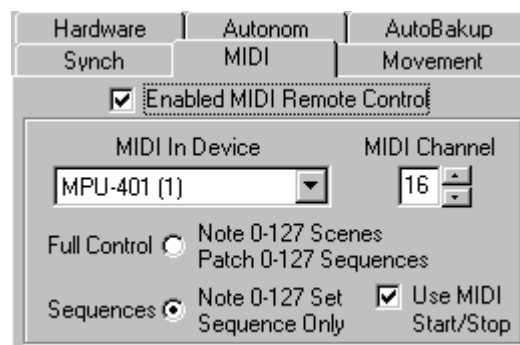 Hardware Autonom AutoBakup
Synch MIDI Movement
Enabled MIDI Remote Control
MIDI In Device MIDI Channel
MPU-401 (1) 16
Full Control Note 0-127 Scenes
Patch 0-127 Sequences
Sequences Note 0-127 Set Use MIDI
Sequence Only Start/Stop